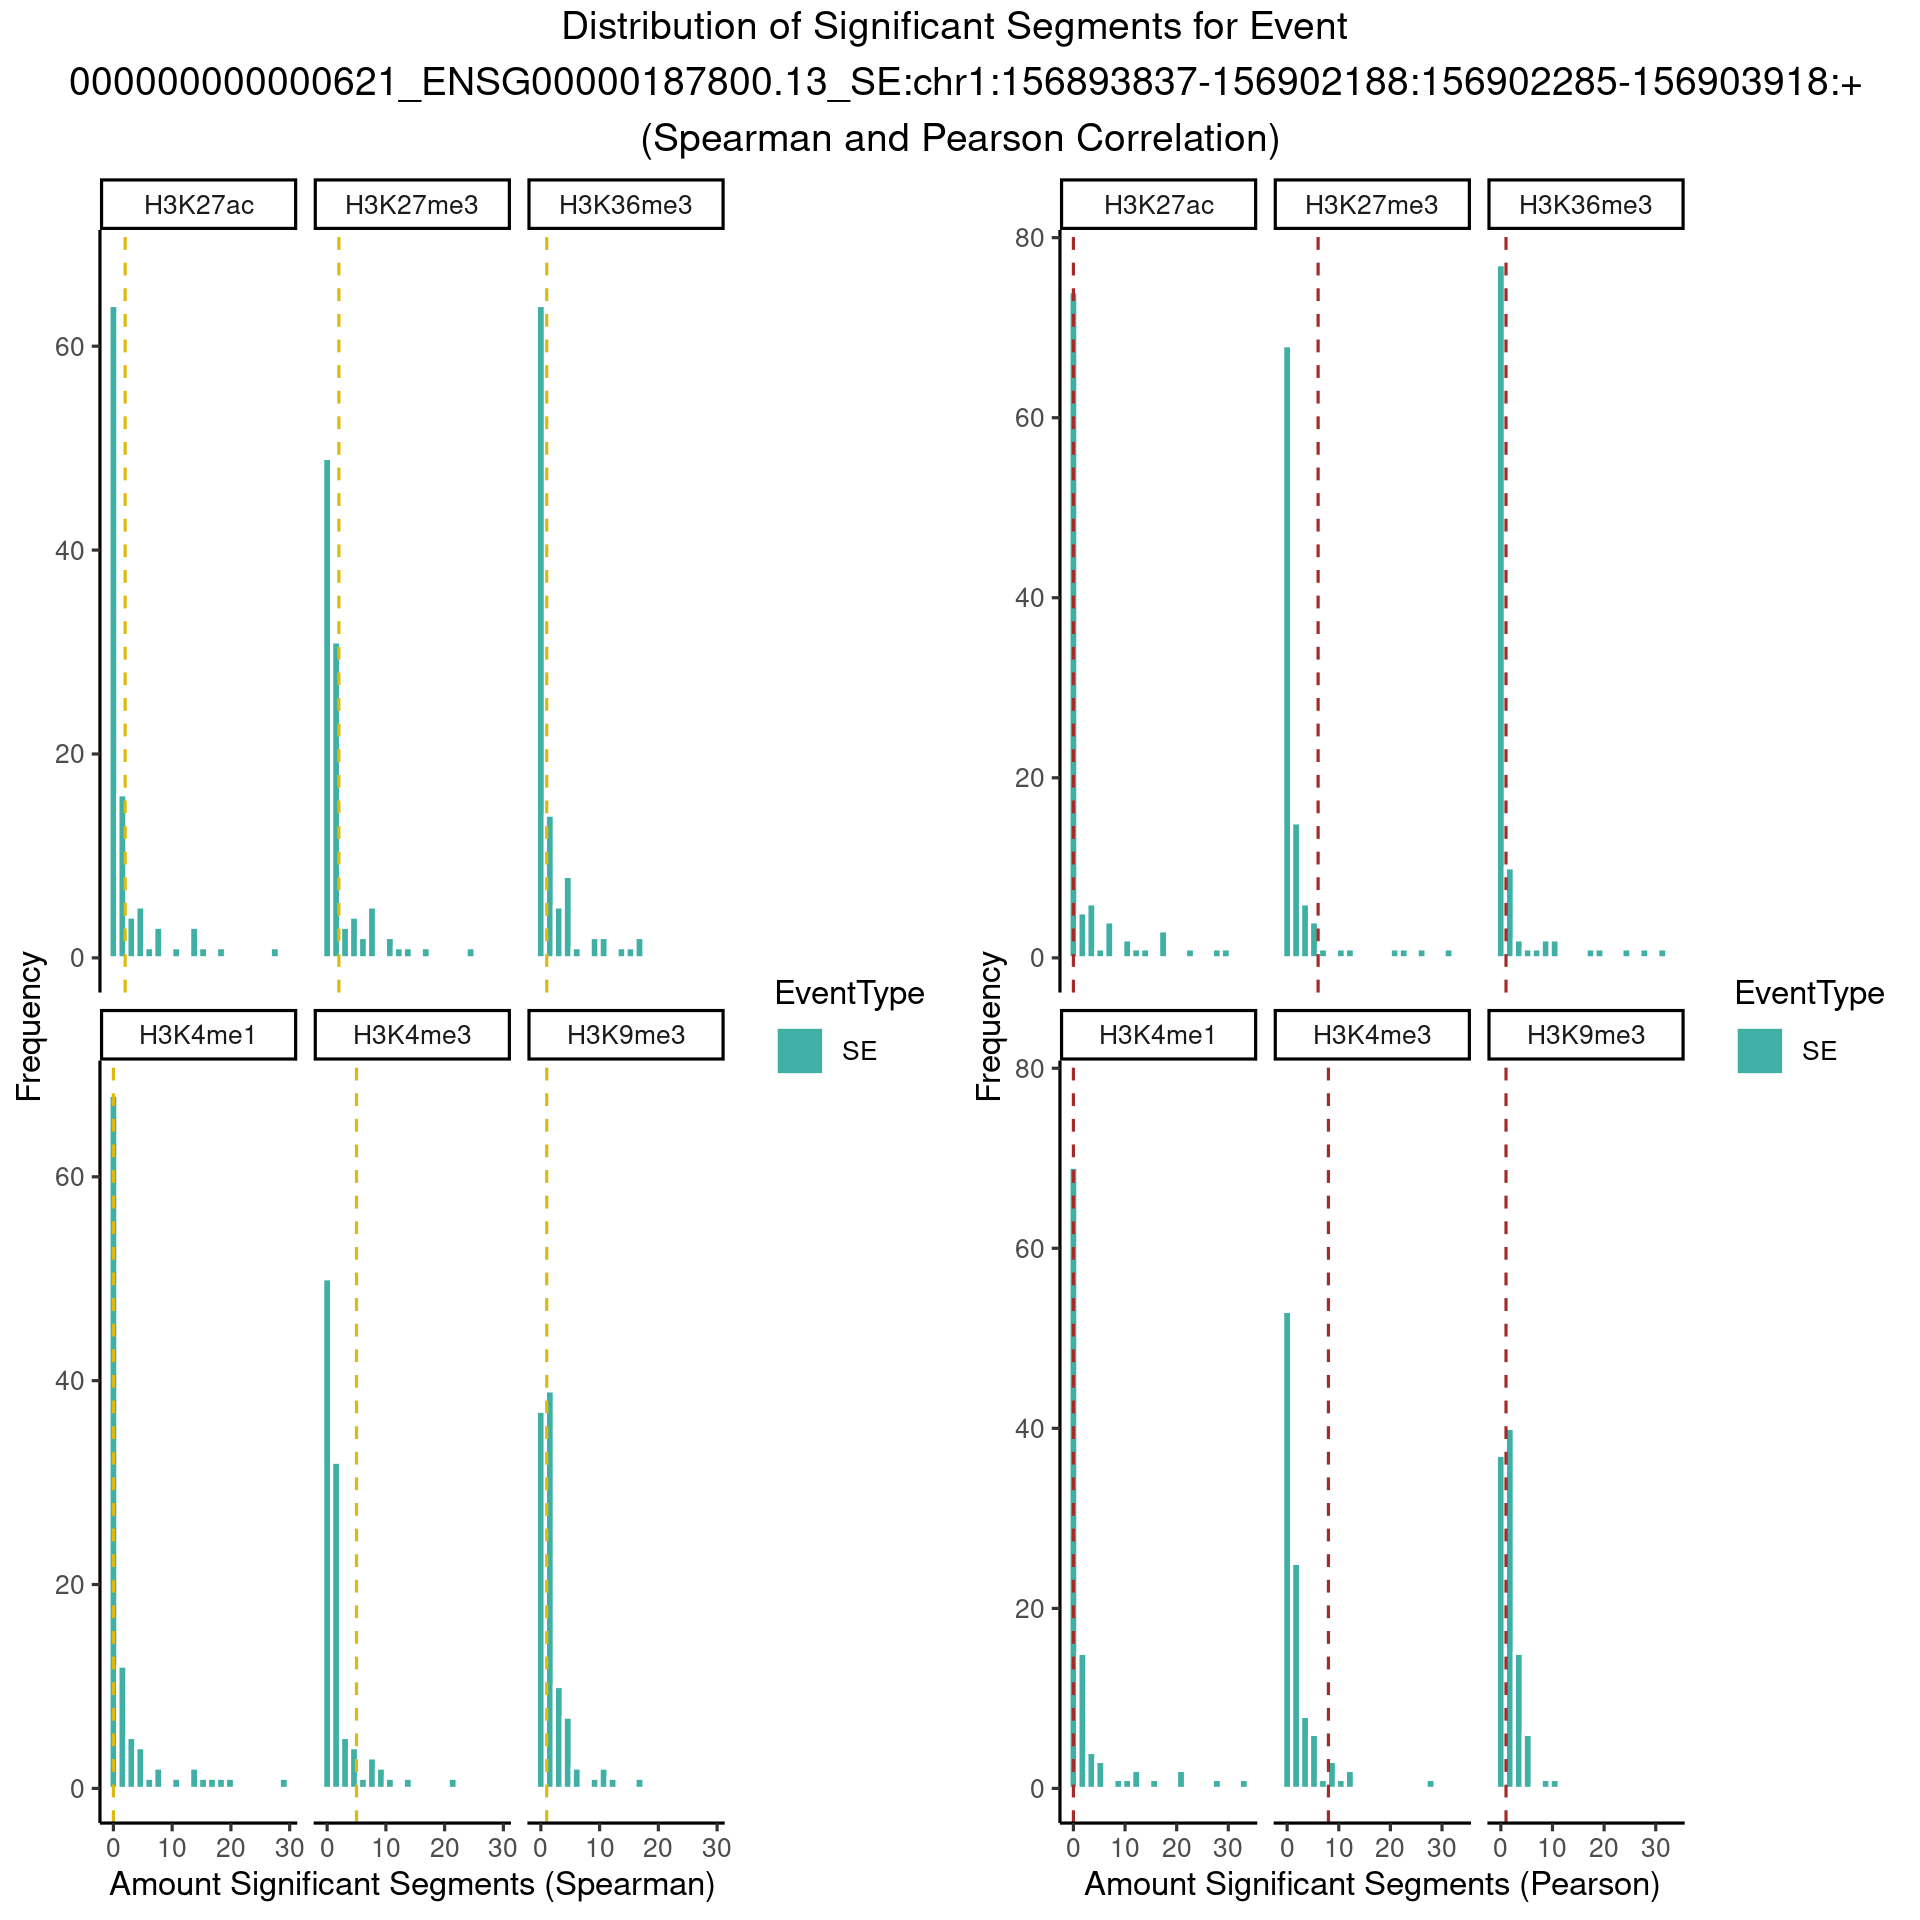 Distribution of Significant Segments for Event
000000000000621_ENSG00000187800.13_SE:chr1:156893837-156902188:156902285-156903918:+
(Spearman and Pearson Correlation)
H3K27ac H3K27me3 H3K36me3
60
40
20
0
H3K4me1 H3K4me3 H3K9me3
60
40
20
0
0 10 20 30 0 10 20 30 0 10 20 30
Frequency
Amount Significant Segments (Spearman)
EventType
SE
H3K27ac H3K27me3 H3K36me3
80
60
40
20
0
H3K4me1 H3K4me3 H3K9me3
80
60
40
20
0
0 10 20 30 0 10 20 30 0 10 20 30
Frequency
Amount Significant Segments (Pearson)
EventType
SE